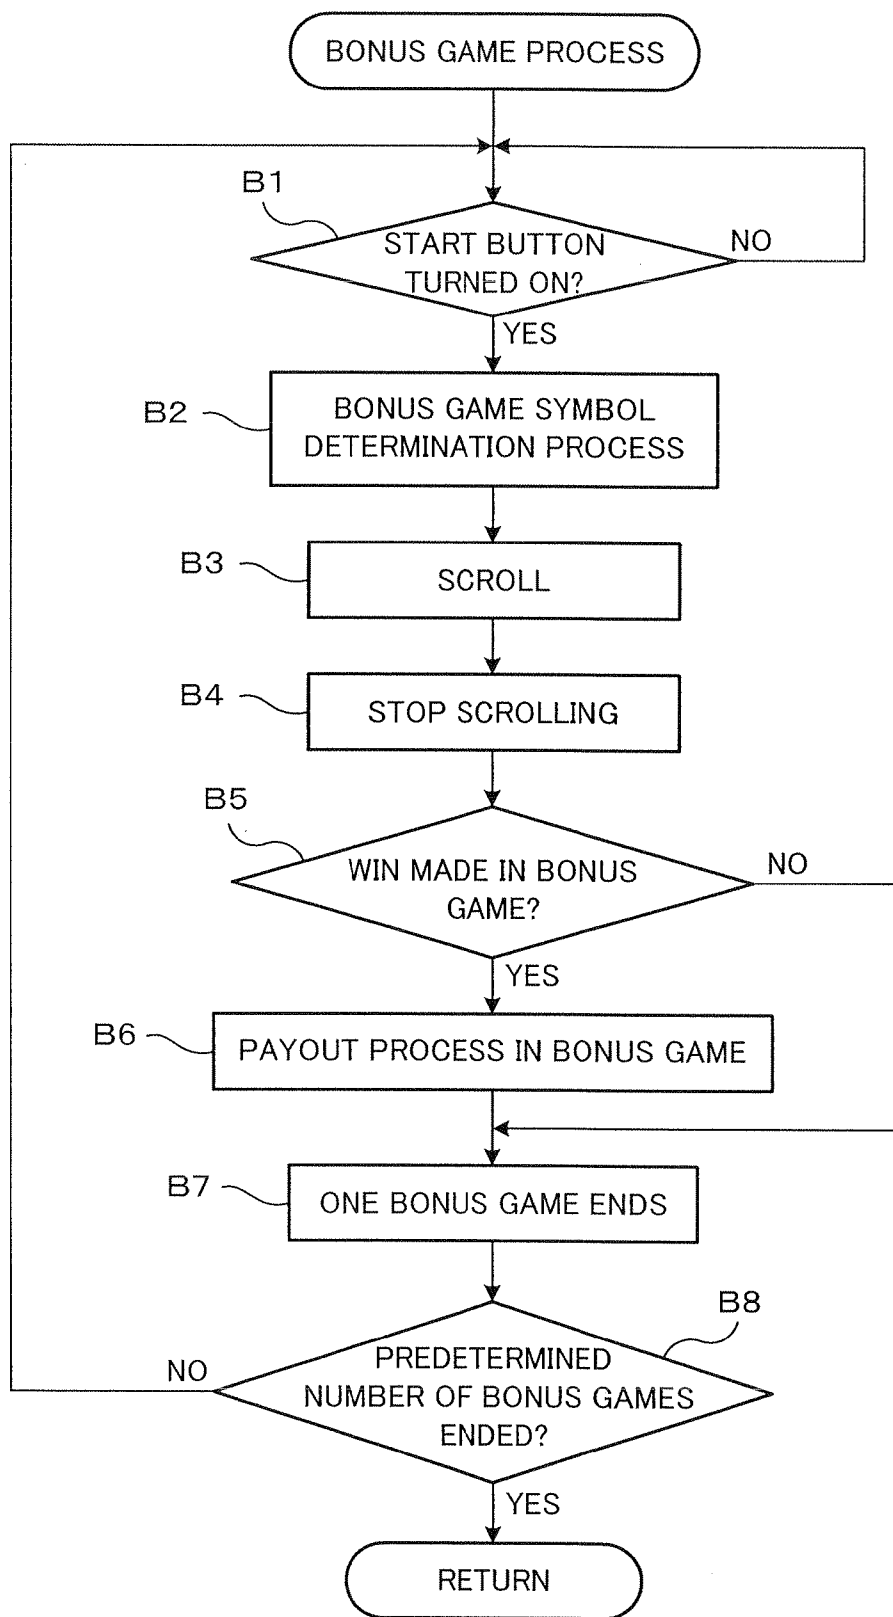 BONUS GAME PROCESS
B1
START BUTTON
TURNED ON?
NO
YES
B2
BONUS GAME SYMBOL
DETERMINATION PROCESS
B3
SCROLL
B4
STOP SCROLLING
B5
WIN MADE IN BONUS
GAME?
NO
YES
B6
PAYOUT PROCESS IN BONUS GAME
B7
ONE BONUS GAME ENDS
B8
PREDETERMINED
NUMBER OF BONUS GAMES
ENDED?
NO
YES
RETURN